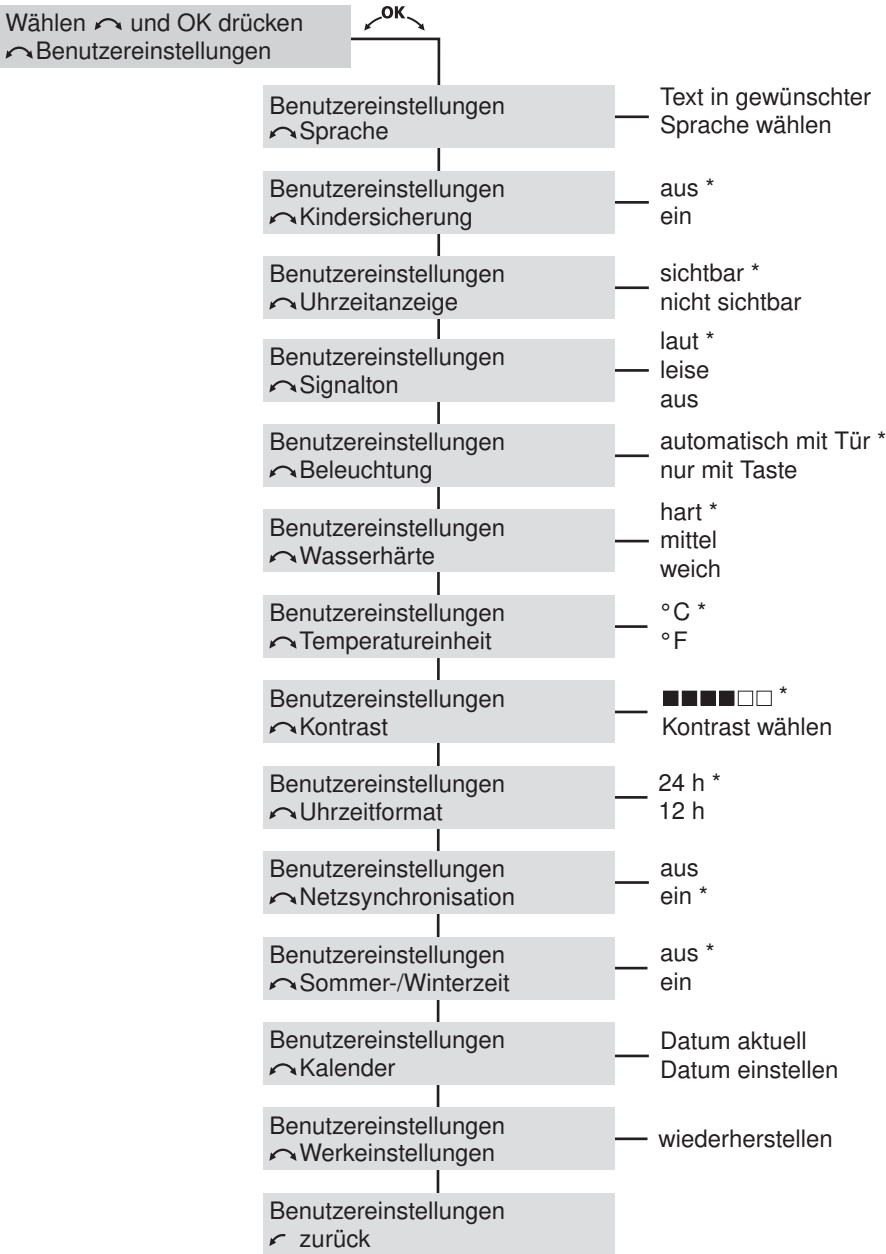 Wählen und OK drücken
Benutzereinstellungen
OK
Benutzereinstellungen
Sprache
Text in gewünschter
Sprache wählen
Benutzereinstellungen
Kindersicherung
aus *
ein
Benutzereinstellungen
Uhrzeitanzeige
sichtbar *
nicht sichtbar
Benutzereinstellungen
Signalton
laut *
leise
aus
Benutzereinstellungen
Beleuchtung
automatisch mit Tür *
nur mit Taste
Benutzereinstellungen
Wasserhärte
hart *
mittel
weich
Benutzereinstellungen
Temperatureinheit
°C *
°F
Benutzereinstellungen
Kontrast
■■■■□□ *
Kontrast wählen
Benutzereinstellungen
Uhrzeitformat
24 h *
12 h
Benutzereinstellungen
Netzsynchronisation
aus
ein *
Benutzereinstellungen
Sommer-/Winterzeit
aus *
ein
Benutzereinstellungen
Kalender
Datum aktuell
Datum einstellen
Benutzereinstellungen
Werkeinstellungen
wiederherstellen
Benutzereinstellungen
zurück